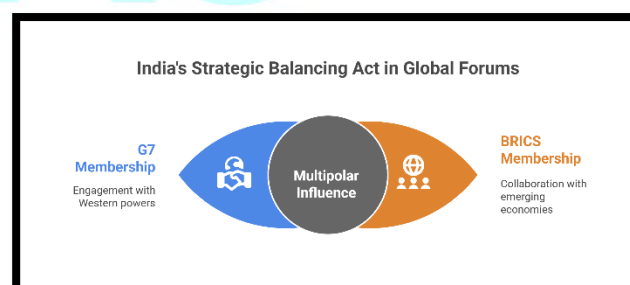 India's Strategic Balancing Act in Global Forums
G7
Membership
Engagement with
Western powers
Multipolar
Influence
BRICS
Membership
Collaboration with
emerging
economies